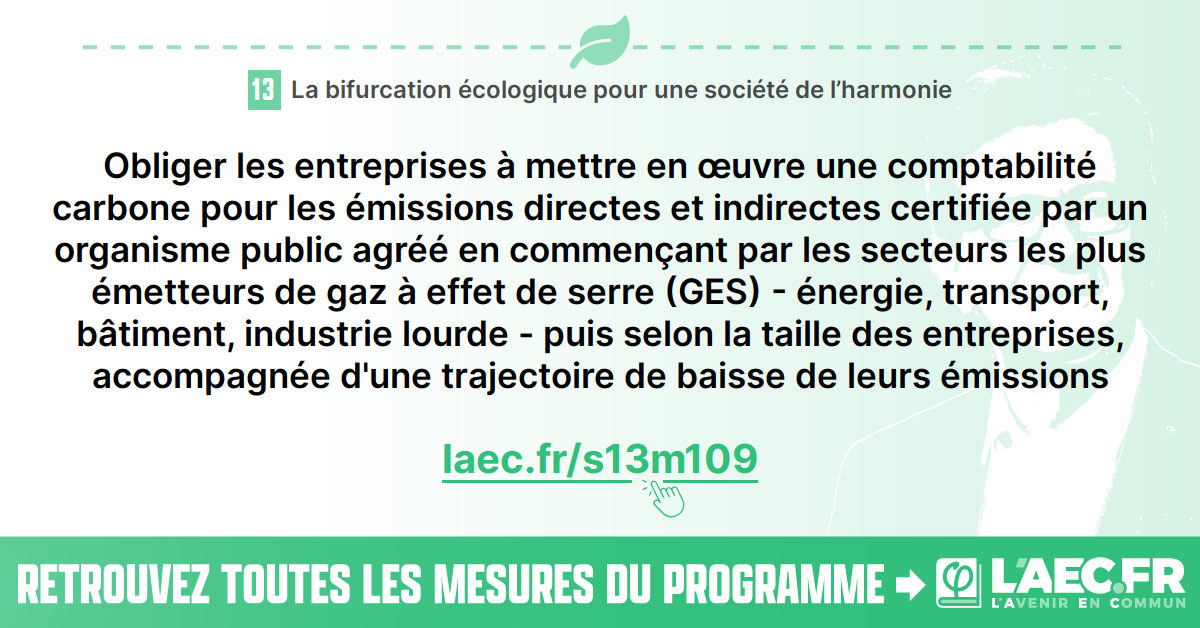 13 La bifurcation écologique pour une société de l’harmonie
Obliger les entreprises à mettre en œuvre une comptabilité
carbone pour les émissions directes et indirectes certifiée par un
organisme public agréé en commençant par les secteurs les plus
émetteurs de gaz à effet de serre (GES) - énergie, transport,
bâtiment, industrie lourde - puis selon la taille des entreprises,
accompagnée d'une trajectoire de baisse de leurs émissions
laec.fr/s13m109
RETROUVEZ TOUTES LES MESURES DU PROGRAMME
φ L'AEC.FR
L'AVENIR EN COMMUN